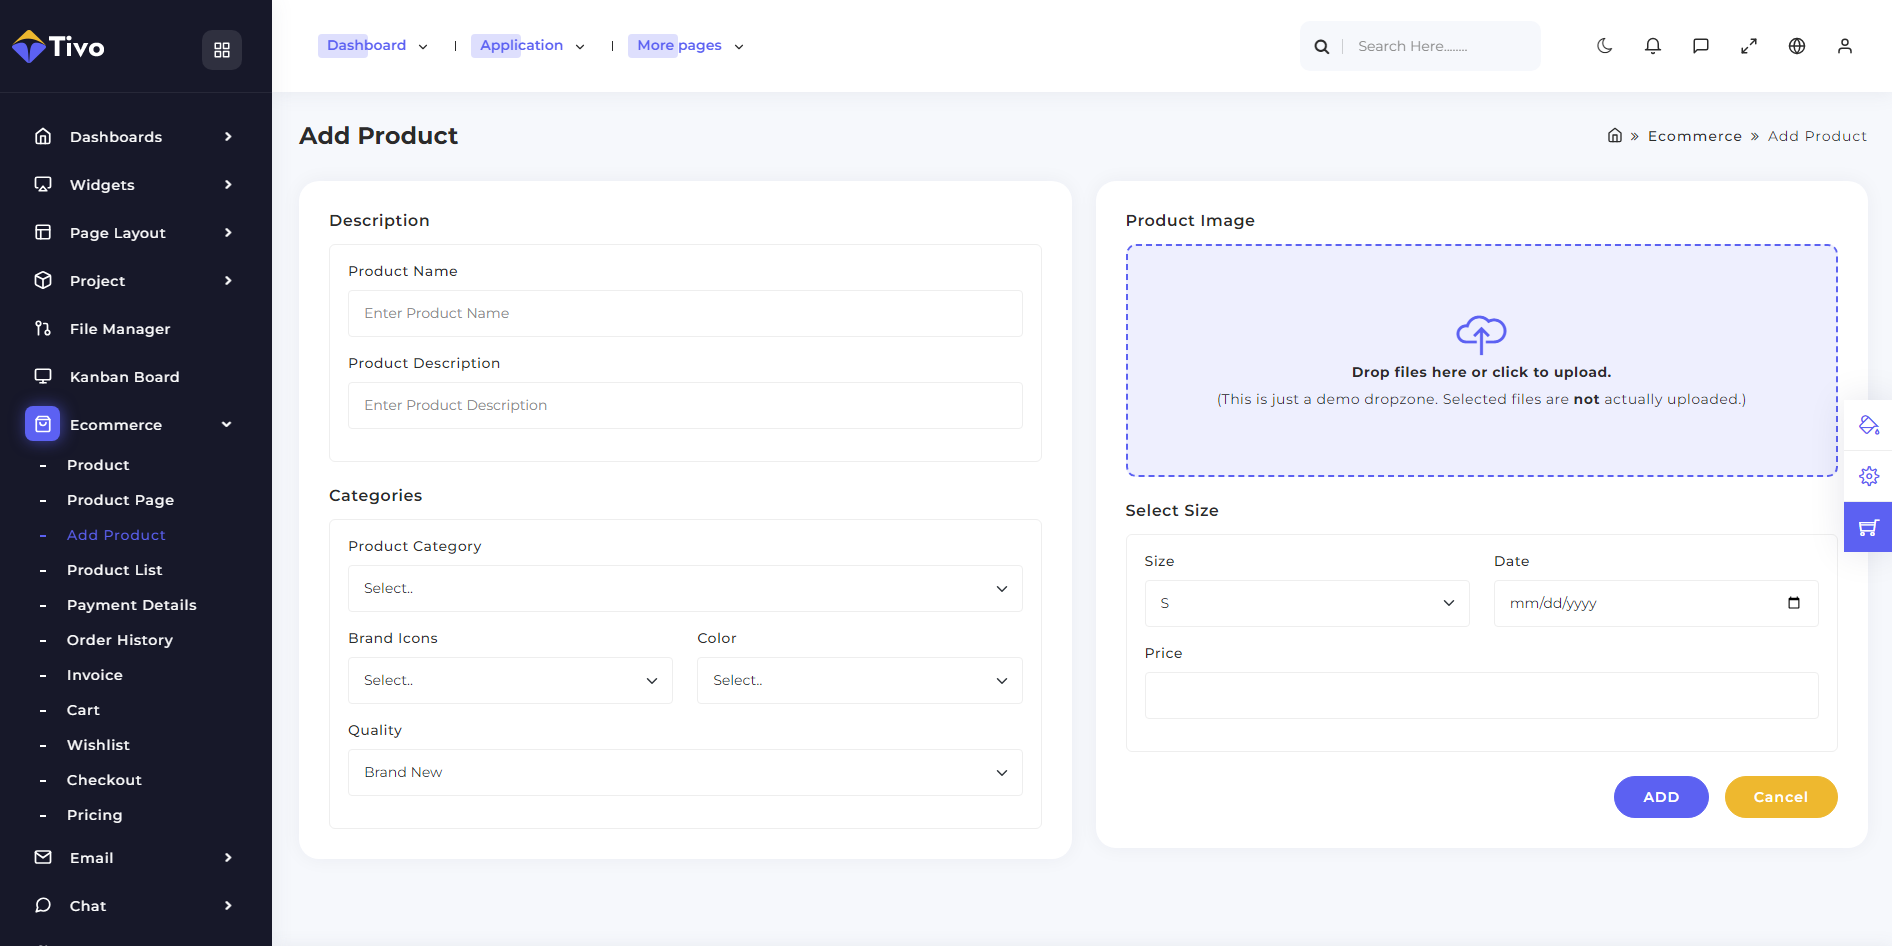 Tivo
Dashboards
Widgets
Page Layout
Project
File Manager
Kanban Board
Ecommerce
- Product
- Product Page
- Add Product
- Product List
- Payment Details
- Order History
- Invoice
- Cart
- Wishlist
- Checkout
- Pricing
Email
Chat
Dashboard | Application | More pages
Search Here........
Add Product
» Ecommerce » Add Product
Description
Product Name
Enter Product Name
Product Description
Enter Product Description
Categories
Product Category
Select..
Brand Icons Color
Select.. Select..
Quality
Brand New
Product Image
Drop files here or click to upload.
(This is just a demo dropzone. Selected files are not actually uploaded.)
Select Size
Size Date
S mm/dd/yyyy
Price
ADD Cancel